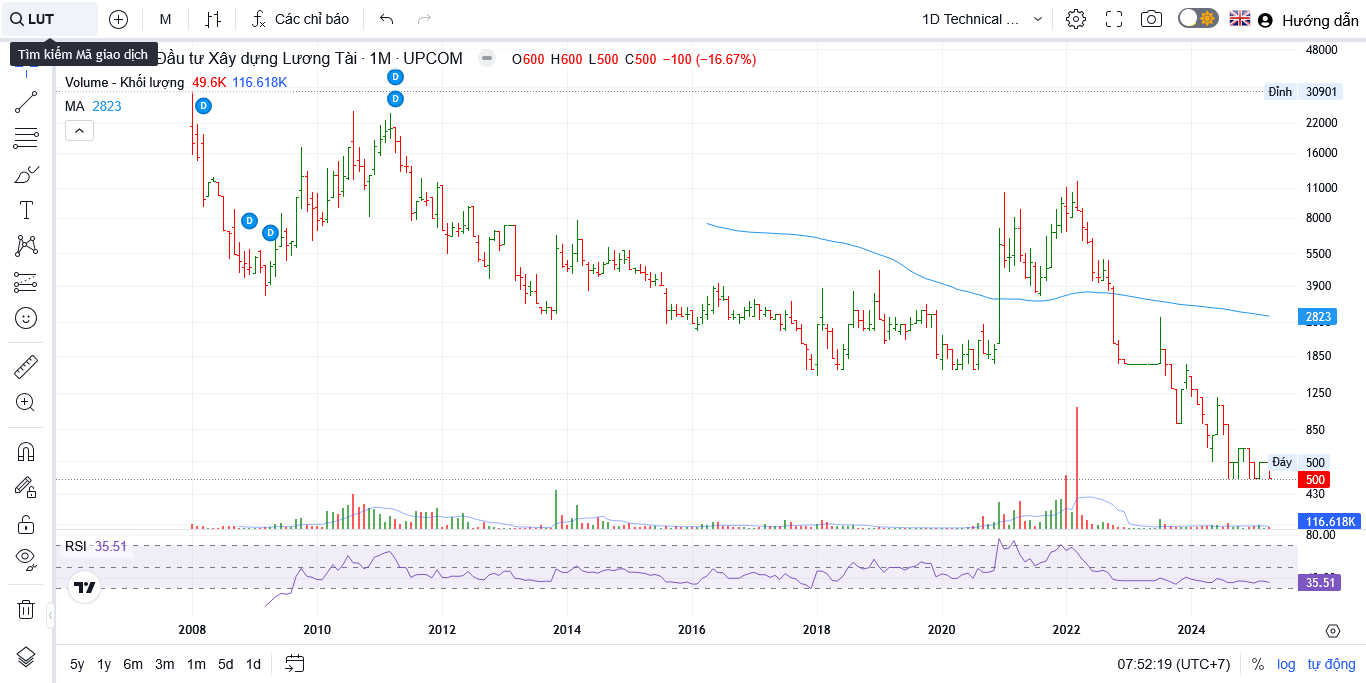 LUT
M
Các chỉ báo
1D Technical ...
Hướng dẫn
Tìm kiếm Mã giao dịch
Đầu tư Xây dựng Lương Tài · 1M · UPCOM
O600 H600 L500 C500 −100 (−16.67%)
Volume - Khối lượng 49.6K 116.618K
MA 2823
D
D
D
D
D
48000
Đỉnh 30901
22000
16000
11000
8000
5500
3900
2823
1850
1250
850
Đáy 500
500
430
116.618K
80.00
RSI 35.51
35.51
2008 2010 2012 2014 2016 2018 2020 2022 2024
5y 1y 6m 3m 1m 5d 1d
07:52:19 (UTC+7) % log tự động